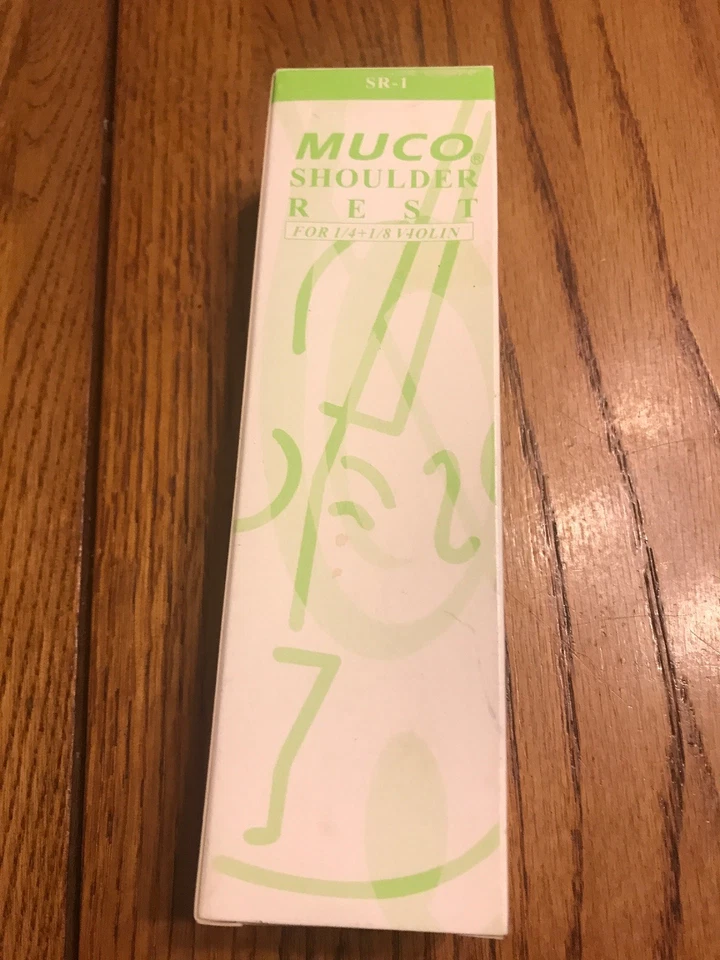 SR-1
MUCO®
SHOULDER
REST
FOR 1/4+1/8 VIOLIN